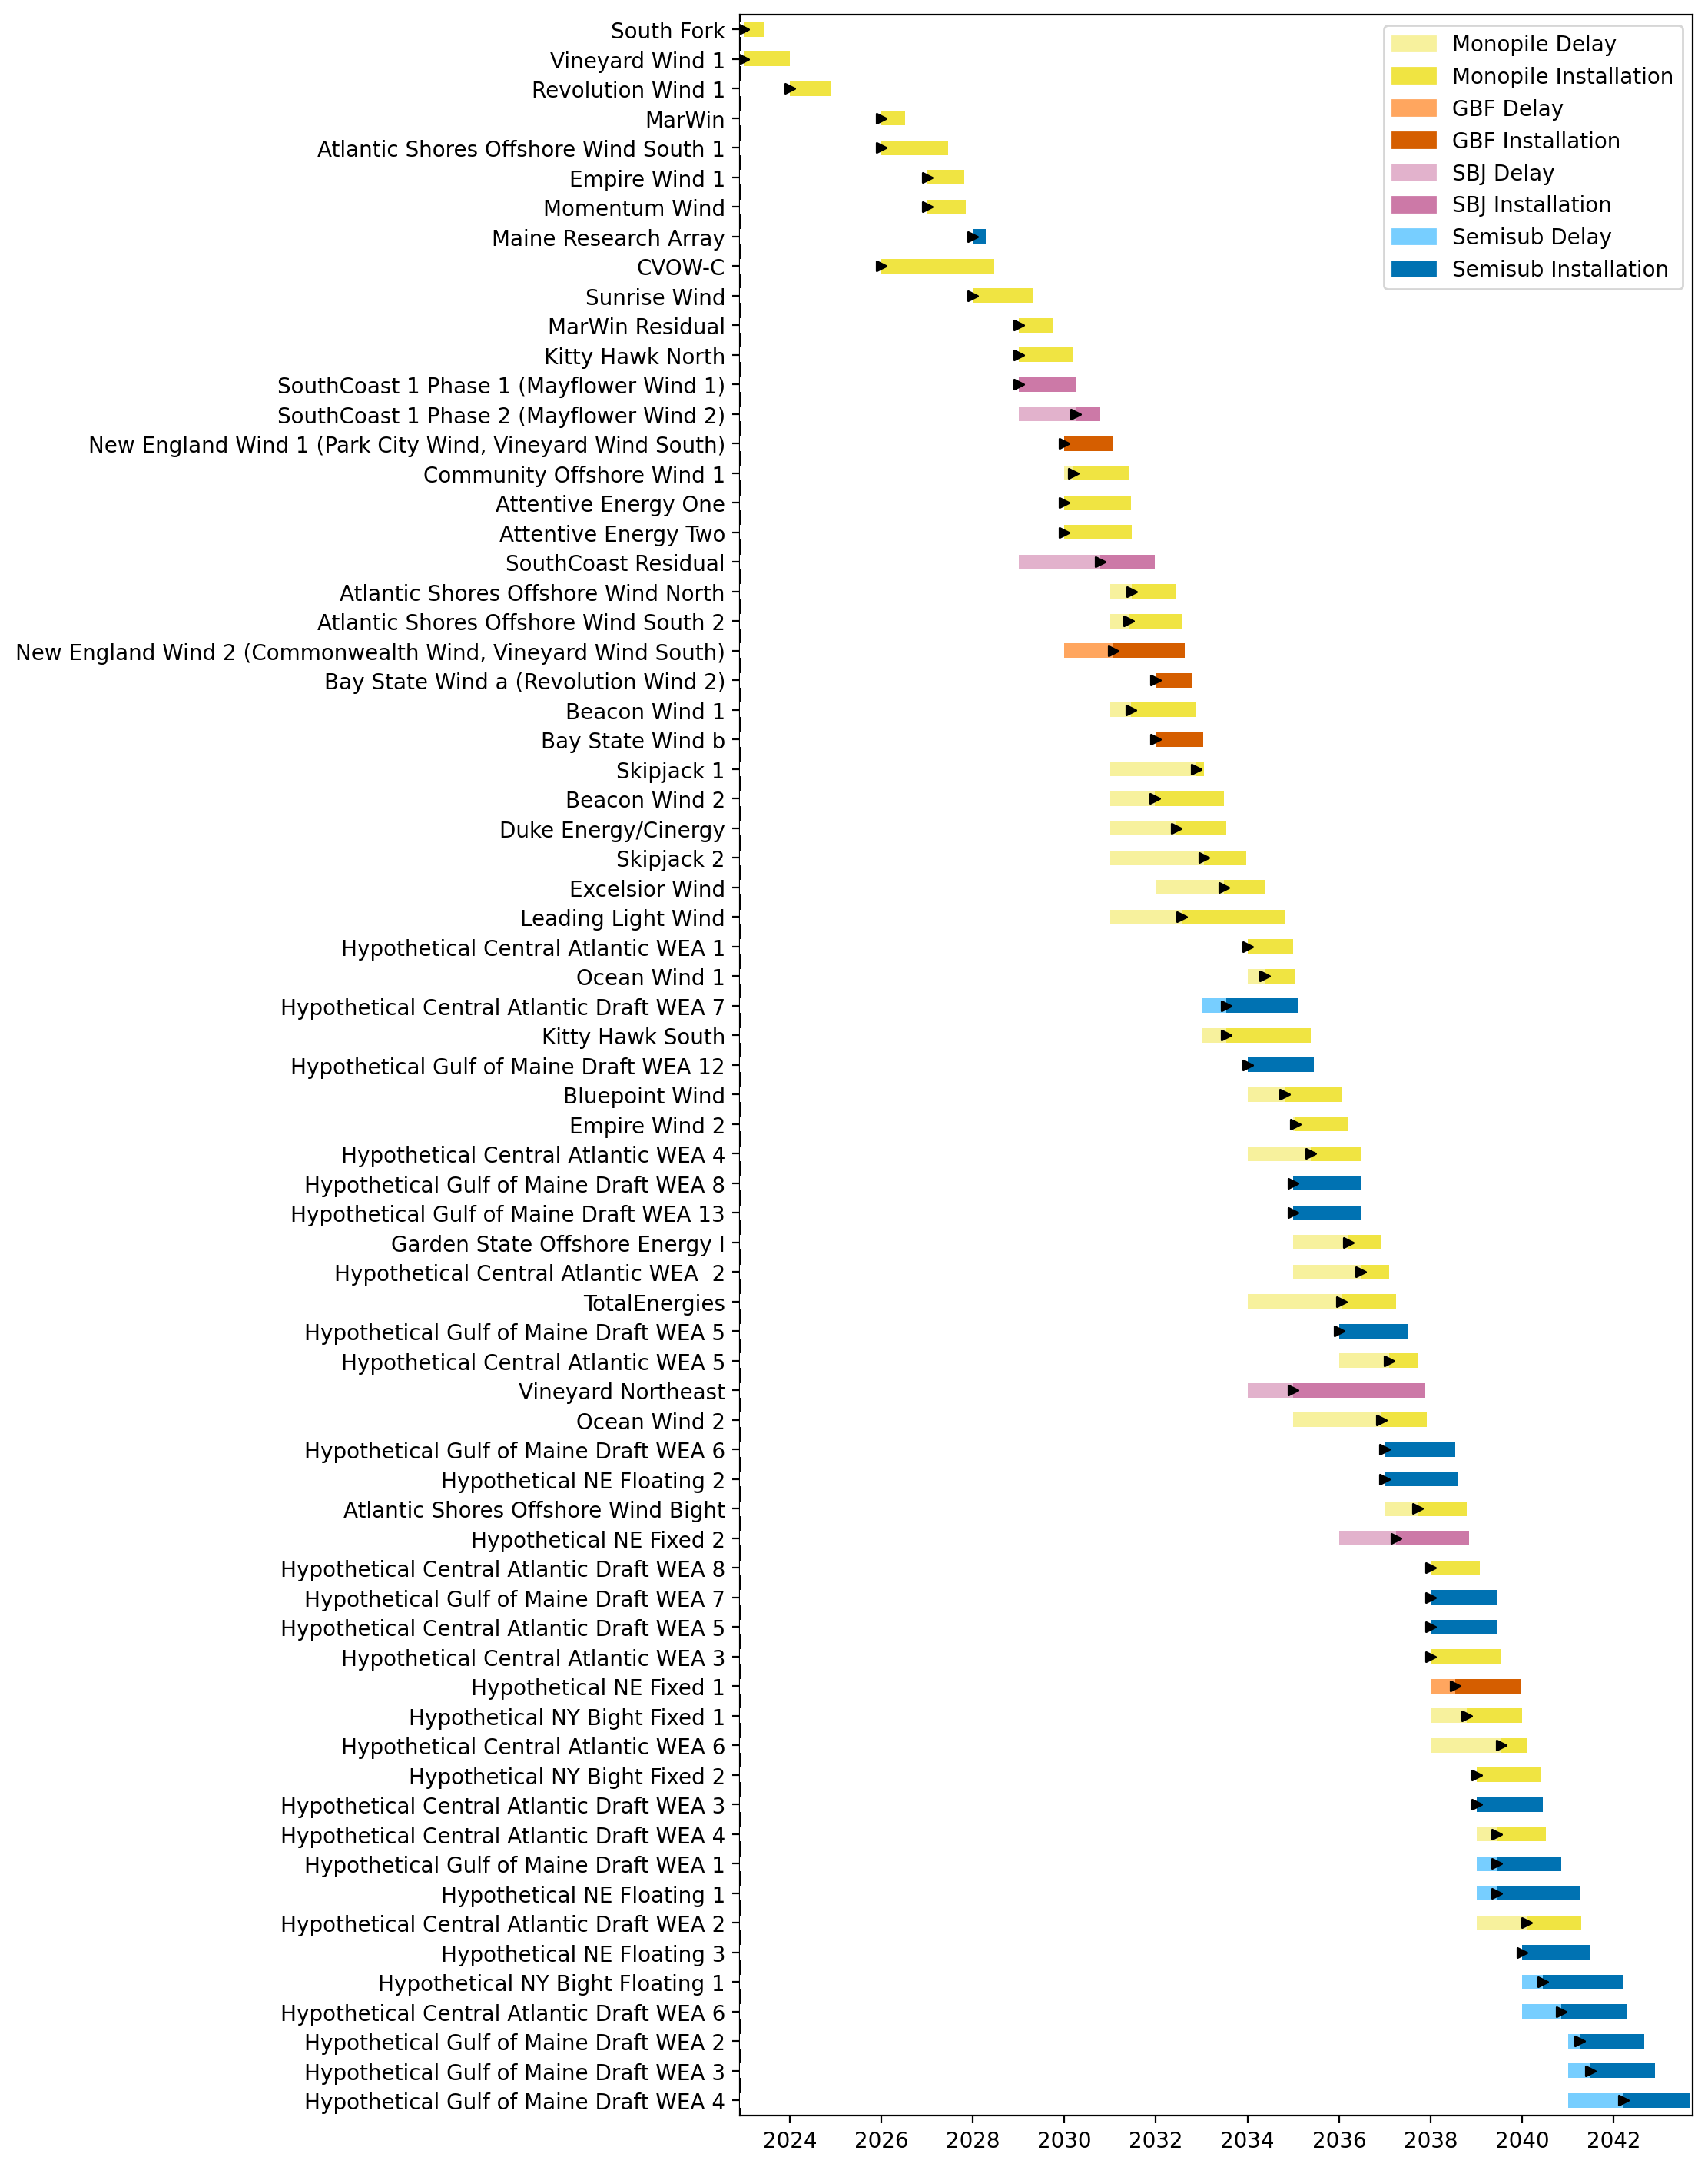 South Fork
Vineyard Wind 1
Revolution Wind 1
MarWin
Atlantic Shores Offshore Wind South 1
Empire Wind 1
Momentum Wind
Maine Research Array
CVOW-C
Sunrise Wind
MarWin Residual
Kitty Hawk North
SouthCoast 1 Phase 1 (Mayflower Wind 1)
SouthCoast 1 Phase 2 (Mayflower Wind 2)
New England Wind 1 (Park City Wind, Vineyard Wind South)
Community Offshore Wind 1
Attentive Energy One
Attentive Energy Two
SouthCoast Residual
Atlantic Shores Offshore Wind North
Atlantic Shores Offshore Wind South 2
New England Wind 2 (Commonwealth Wind, Vineyard Wind South)
Bay State Wind a (Revolution Wind 2)
Beacon Wind 1
Bay State Wind b
Skipjack 1
Beacon Wind 2
Duke Energy/Cinergy
Skipjack 2
Excelsior Wind
Leading Light Wind
Hypothetical Central Atlantic WEA 1
Ocean Wind 1
Hypothetical Central Atlantic Draft WEA 7
Kitty Hawk South
Hypothetical Gulf of Maine Draft WEA 12
Bluepoint Wind
Empire Wind 2
Hypothetical Central Atlantic WEA 4
Hypothetical Gulf of Maine Draft WEA 8
Hypothetical Gulf of Maine Draft WEA 13
Garden State Offshore Energy I
Hypothetical Central Atlantic WEA  2
TotalEnergies
Hypothetical Gulf of Maine Draft WEA 5
Hypothetical Central Atlantic WEA 5
Vineyard Northeast
Ocean Wind 2
Hypothetical Gulf of Maine Draft WEA 6
Hypothetical NE Floating 2
Atlantic Shores Offshore Wind Bight
Hypothetical NE Fixed 2
Hypothetical Central Atlantic Draft WEA 8
Hypothetical Gulf of Maine Draft WEA 7
Hypothetical Central Atlantic Draft WEA 5
Hypothetical Central Atlantic WEA 3
Hypothetical NE Fixed 1
Hypothetical NY Bight Fixed 1
Hypothetical Central Atlantic WEA 6
Hypothetical NY Bight Fixed 2
Hypothetical Central Atlantic Draft WEA 3
Hypothetical Central Atlantic Draft WEA 4
Hypothetical Gulf of Maine Draft WEA 1
Hypothetical NE Floating 1
Hypothetical Central Atlantic Draft WEA 2
Hypothetical NE Floating 3
Hypothetical NY Bight Floating 1
Hypothetical Central Atlantic Draft WEA 6
Hypothetical Gulf of Maine Draft WEA 2
Hypothetical Gulf of Maine Draft WEA 3
Hypothetical Gulf of Maine Draft WEA 4
Monopile Delay
Monopile Installation
GBF Delay
GBF Installation
SBJ Delay
SBJ Installation
Semisub Delay
Semisub Installation
2024 2026 2028 2030 2032 2034 2036 2038 2040 2042